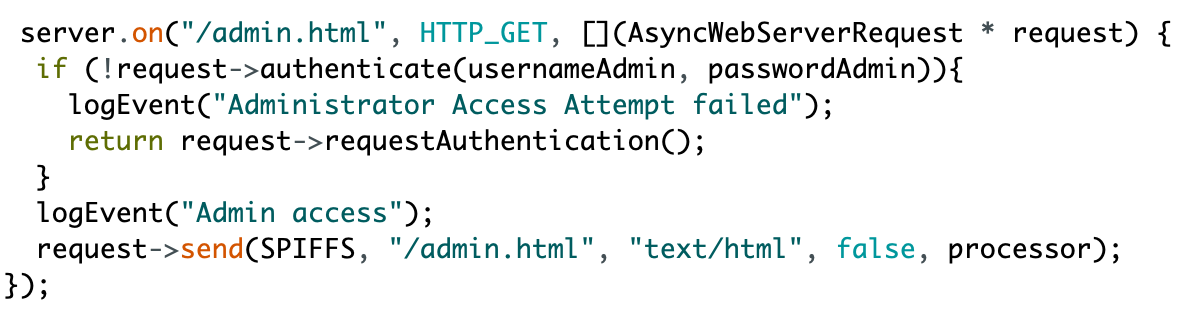 server.on("/admin.html", HTTP_GET, [](AsyncWebServerRequest * request) {
if (!request->authenticate(usernameAdmin, passwordAdmin)){
logEvent("Administrator Access Attempt failed");
return request->requestAuthentication();
}
logEvent("Admin access");
request->send(SPIFFS, "/admin.html", "text/html", false, processor);
});